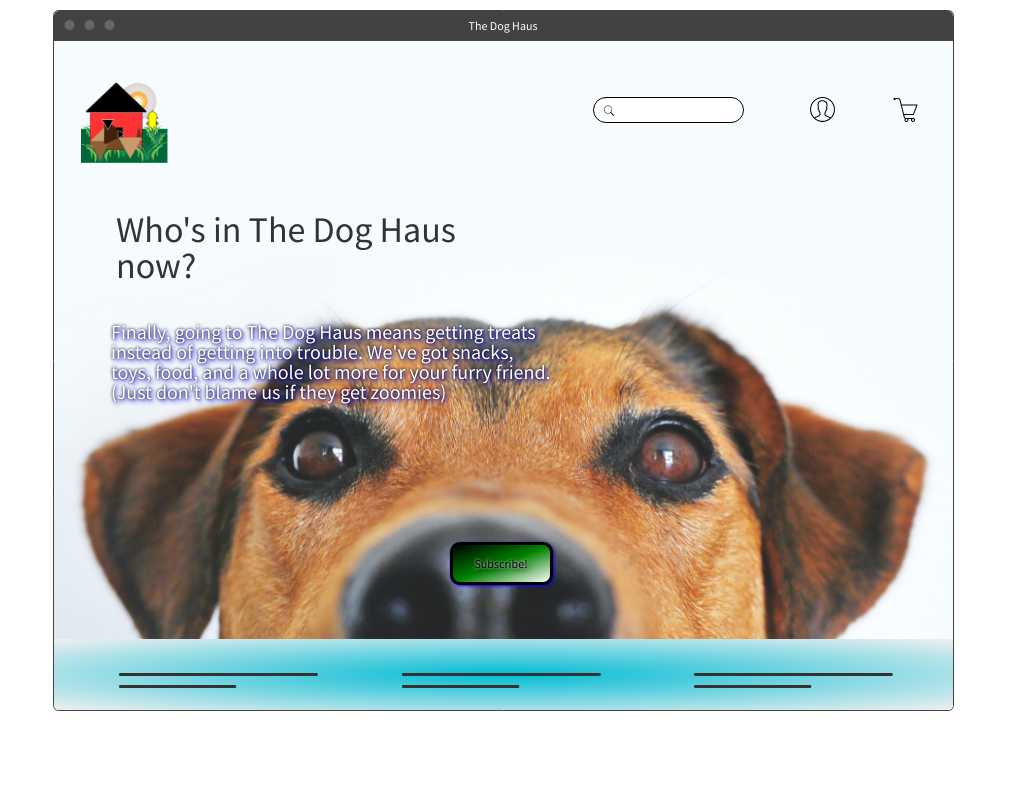 The Dog Haus
Who's in The Dog Haus
now?
Finally, going to The Dog Haus means getting treats
instead of getting into trouble. We've got snacks,
toys, food, and a whole lot more for your furry friend.
(Just don't blame us if they get zoomies)
Subscribe!